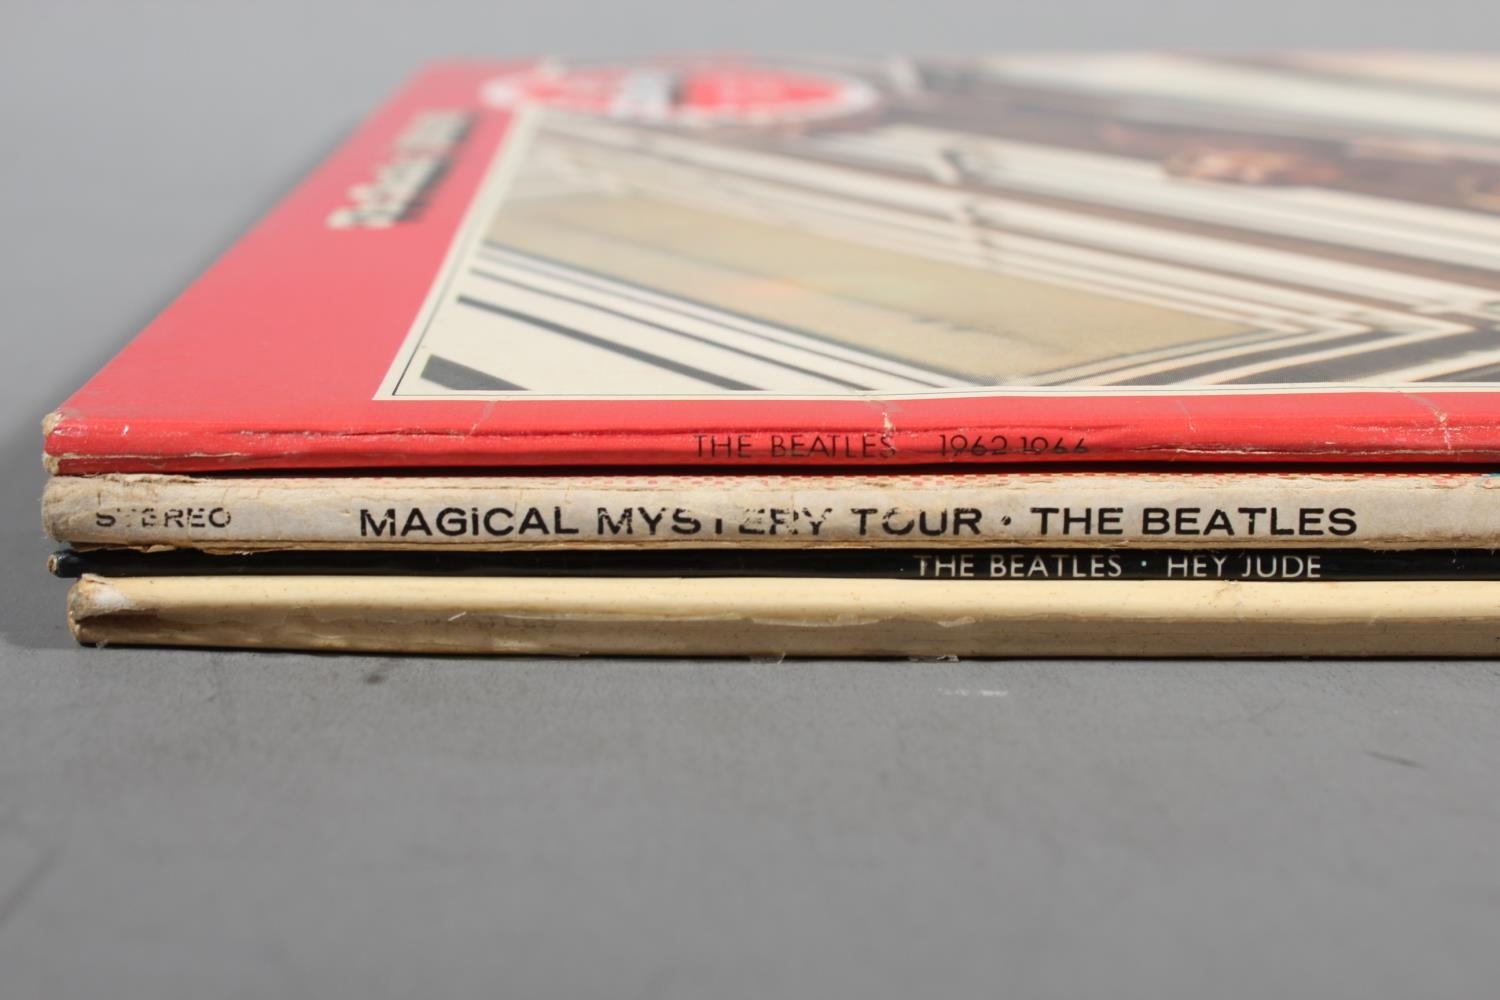 THE BEATLES 1962-1966
STEREO MAGICAL MYSTERY TOUR · THE BEATLES
THE BEATLES · HEY JUDE